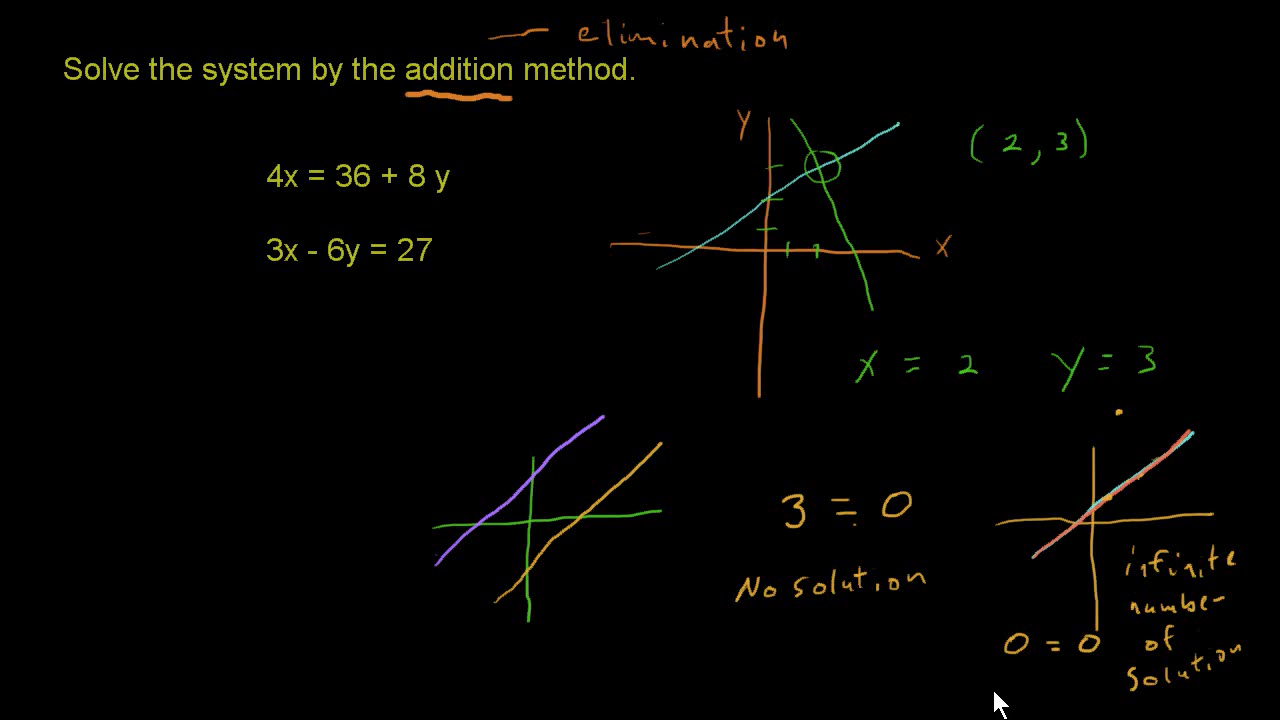 — elimination
Solve the system by the addition method.
y
(2, 3)
4x = 36 + 8 y
3x - 6y = 27
x
x = 2 y = 3
3 = 0
No solution
infinite
number
of
solution
0 = 0